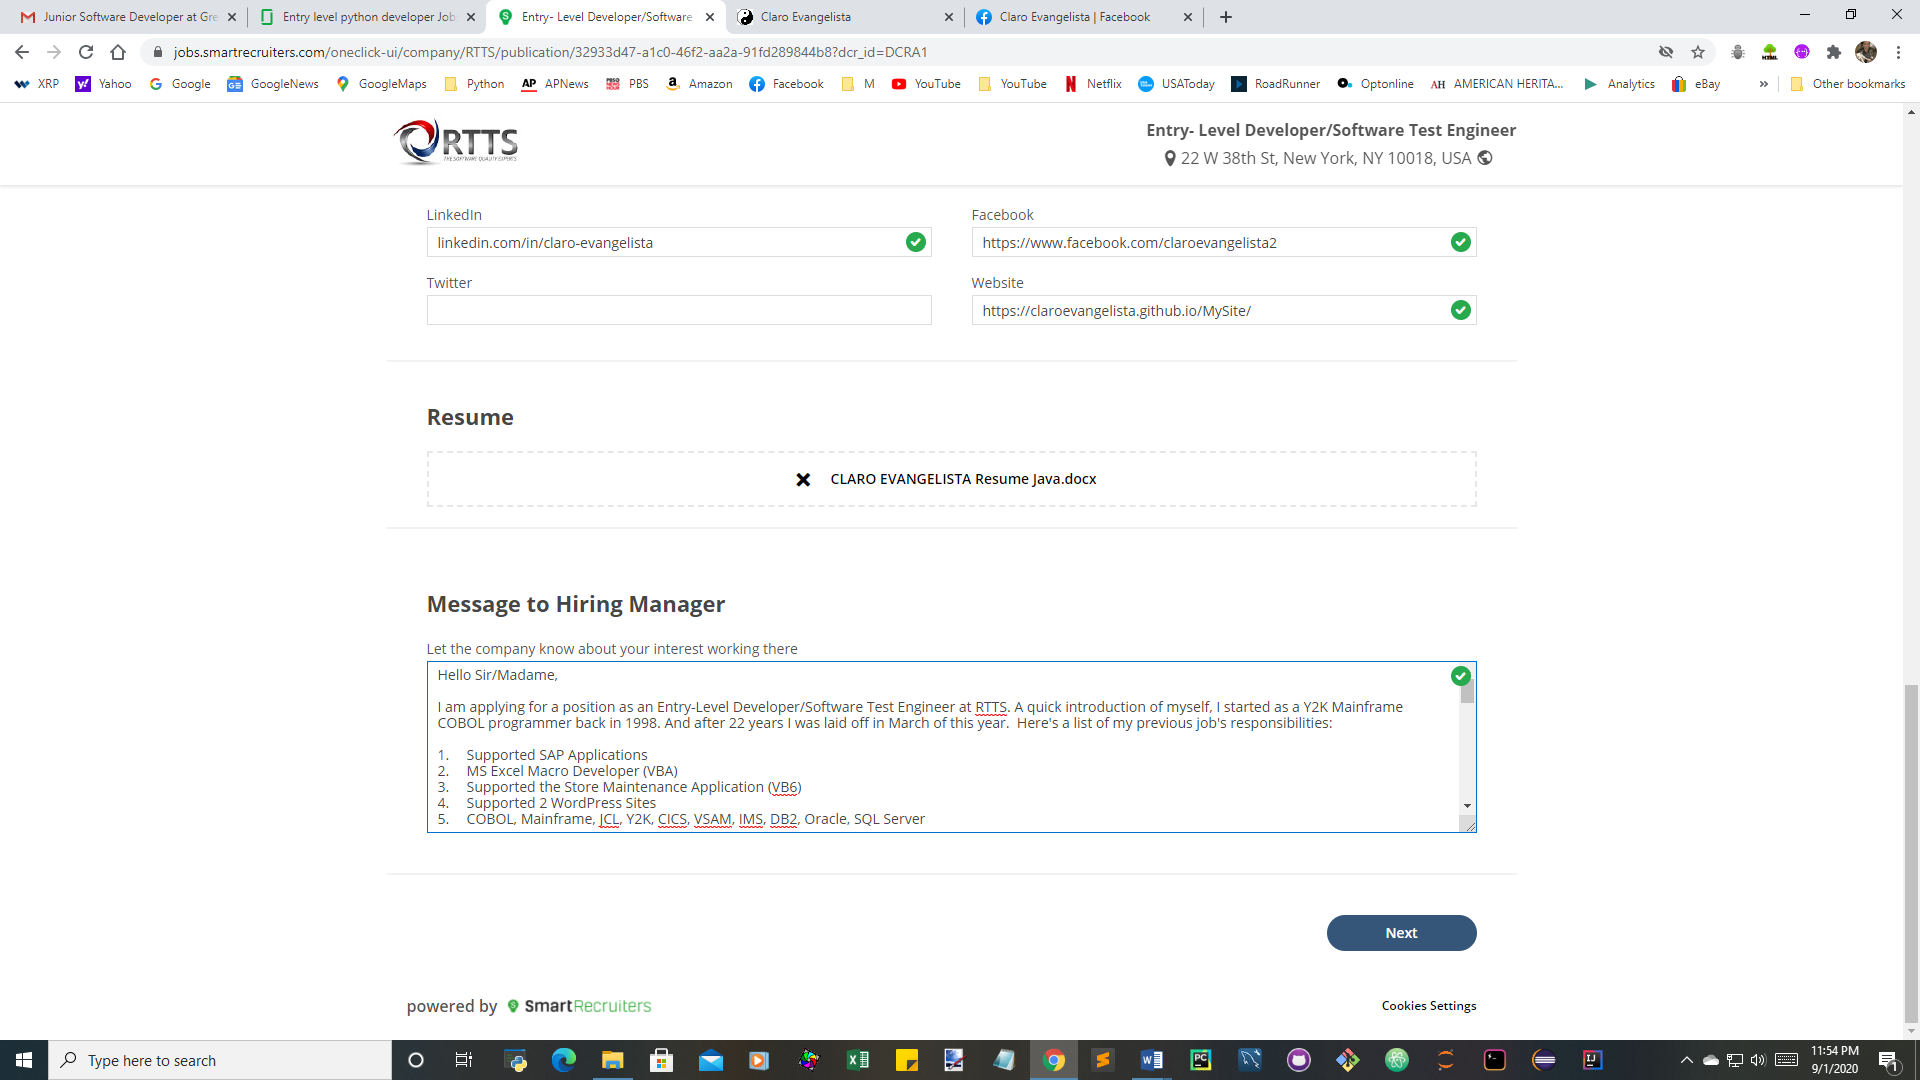 Junior Software Developer at Gre
Entry level python developer Job
Entry- Level Developer/Software
Claro Evangelista
Claro Evangelista | Facebook
jobs.smartrecruiters.com/oneclick-ui/company/RTTS/publication/32933d47-a1c0-46f2-aa2a-91fd289844b8?dcr_id=DCRA1
XRP Yahoo Google GoogleNews GoogleMaps Python APNews PBS Amazon Facebook M YouTube YouTube Netflix USAToday RoadRunner Optonline AMERICAN HERITA... Analytics eBay » Other bookmarks
RTTS
THE SOFTWARE QUALITY EXPERTS
Entry- Level Developer/Software Test Engineer
22 W 38th St, New York, NY 10018, USA
LinkedIn
Facebook
linkedin.com/in/claro-evangelista
https://www.facebook.com/claroevangelista2
Twitter
Website
https://claroevangelista.github.io/MySite/
Resume
CLARO EVANGELISTA Resume Java.docx
Message to Hiring Manager
Let the company know about your interest working there
Hello Sir/Madame,
I am applying for a position as an Entry-Level Developer/Software Test Engineer at RTTS. A quick introduction of myself, I started as a Y2K Mainframe
COBOL programmer back in 1998. And after 22 years I was laid off in March of this year.  Here's a list of my previous job's responsibilities:
1. Supported SAP Applications
2. MS Excel Macro Developer (VBA)
3. Supported the Store Maintenance Application (VB6)
4. Supported 2 WordPress Sites
5. COBOL, Mainframe, JCL, Y2K, CICS, VSAM, IMS, DB2, Oracle, SQL Server
Next
powered by SmartRecruiters
Cookies Settings
Type here to search
11:54 PM
9/1/2020